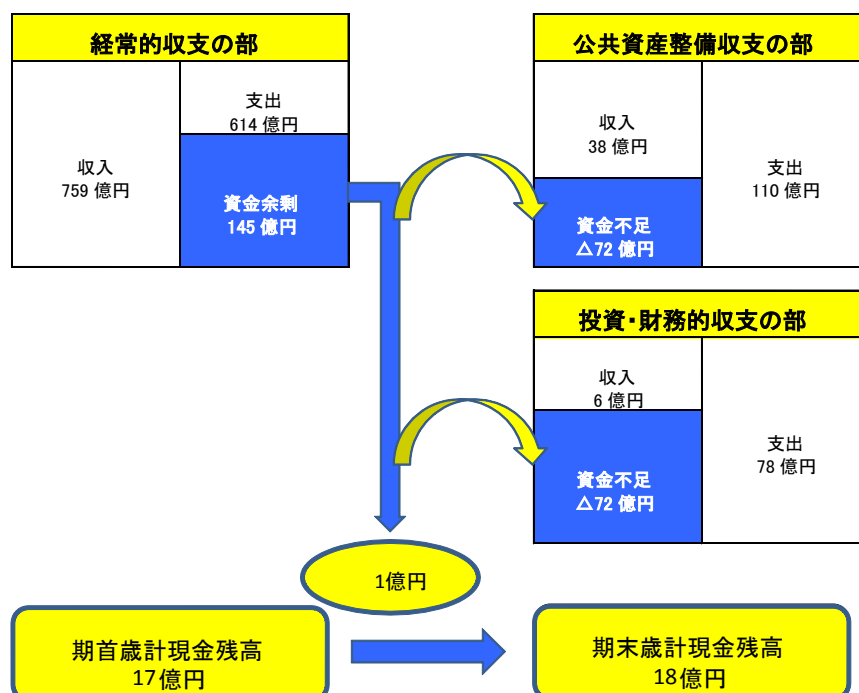 経常的収支の部
収入
759 億円
支出
614 億円
資金余剰
145 億円
公共資産整備収支の部
収入
38 億円
資金不足
△72 億円
支出
110 億円
投資・財務的収支の部
収入
6 億円
資金不足
△72 億円
支出
78 億円
1億円
期首歳計現金残高
17億円
期末歳計現金残高
18億円